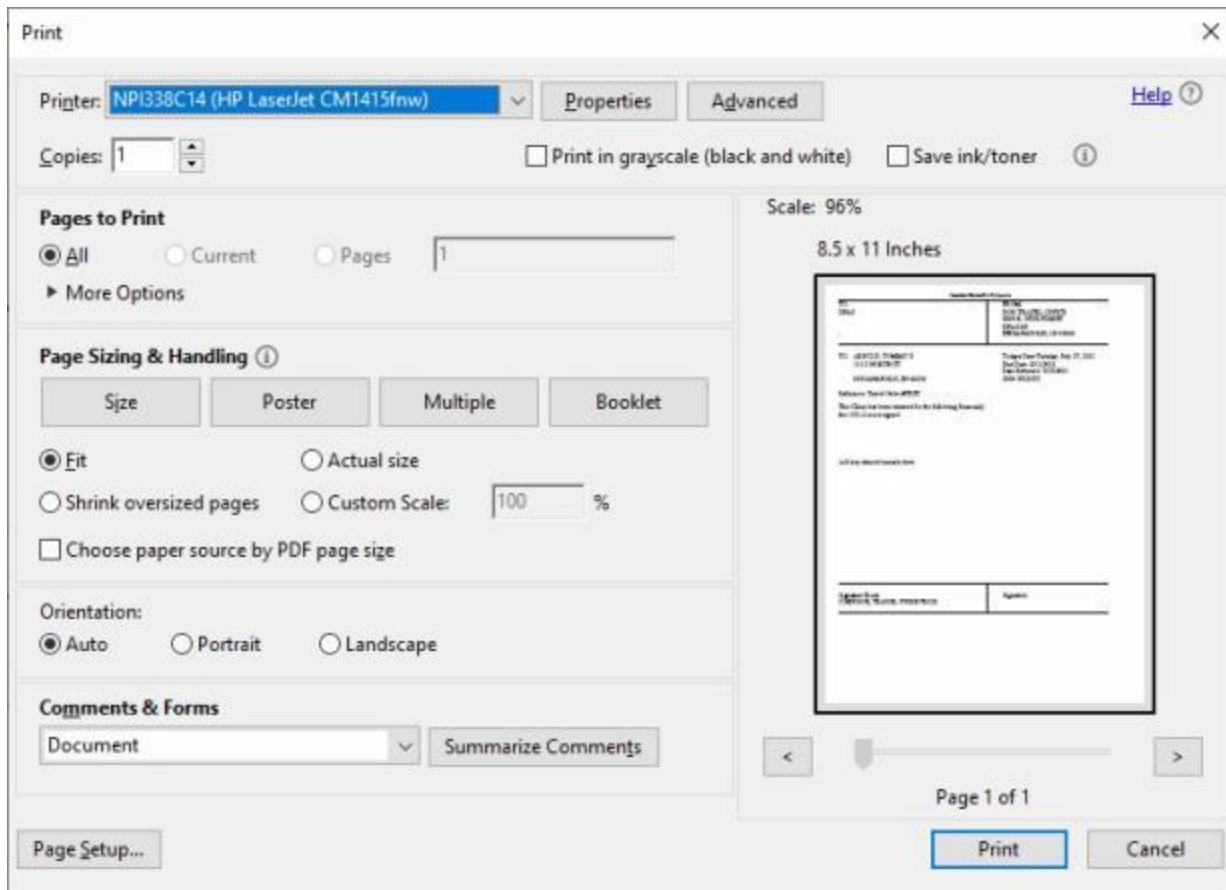 Print
Printer: NPI338C14 (HP LaserJet CM1415fnw) Properties Advanced Help
Copies: 1 Print in grayscale (black and white) Save ink/toner
Pages to Print
All Current Pages 1
More Options
Scale: 96%
8.5 x 11 Inches
Page Sizing & Handling
Size Poster Multiple Booklet
Fit Actual size
Shrink oversized pages Custom Scale: 100 %
Choose paper source by PDF page size
Orientation:
Auto Portrait Landscape
Comments & Forms
Document Summarize Comments
< >
Page 1 of 1
Page Setup... Print Cancel